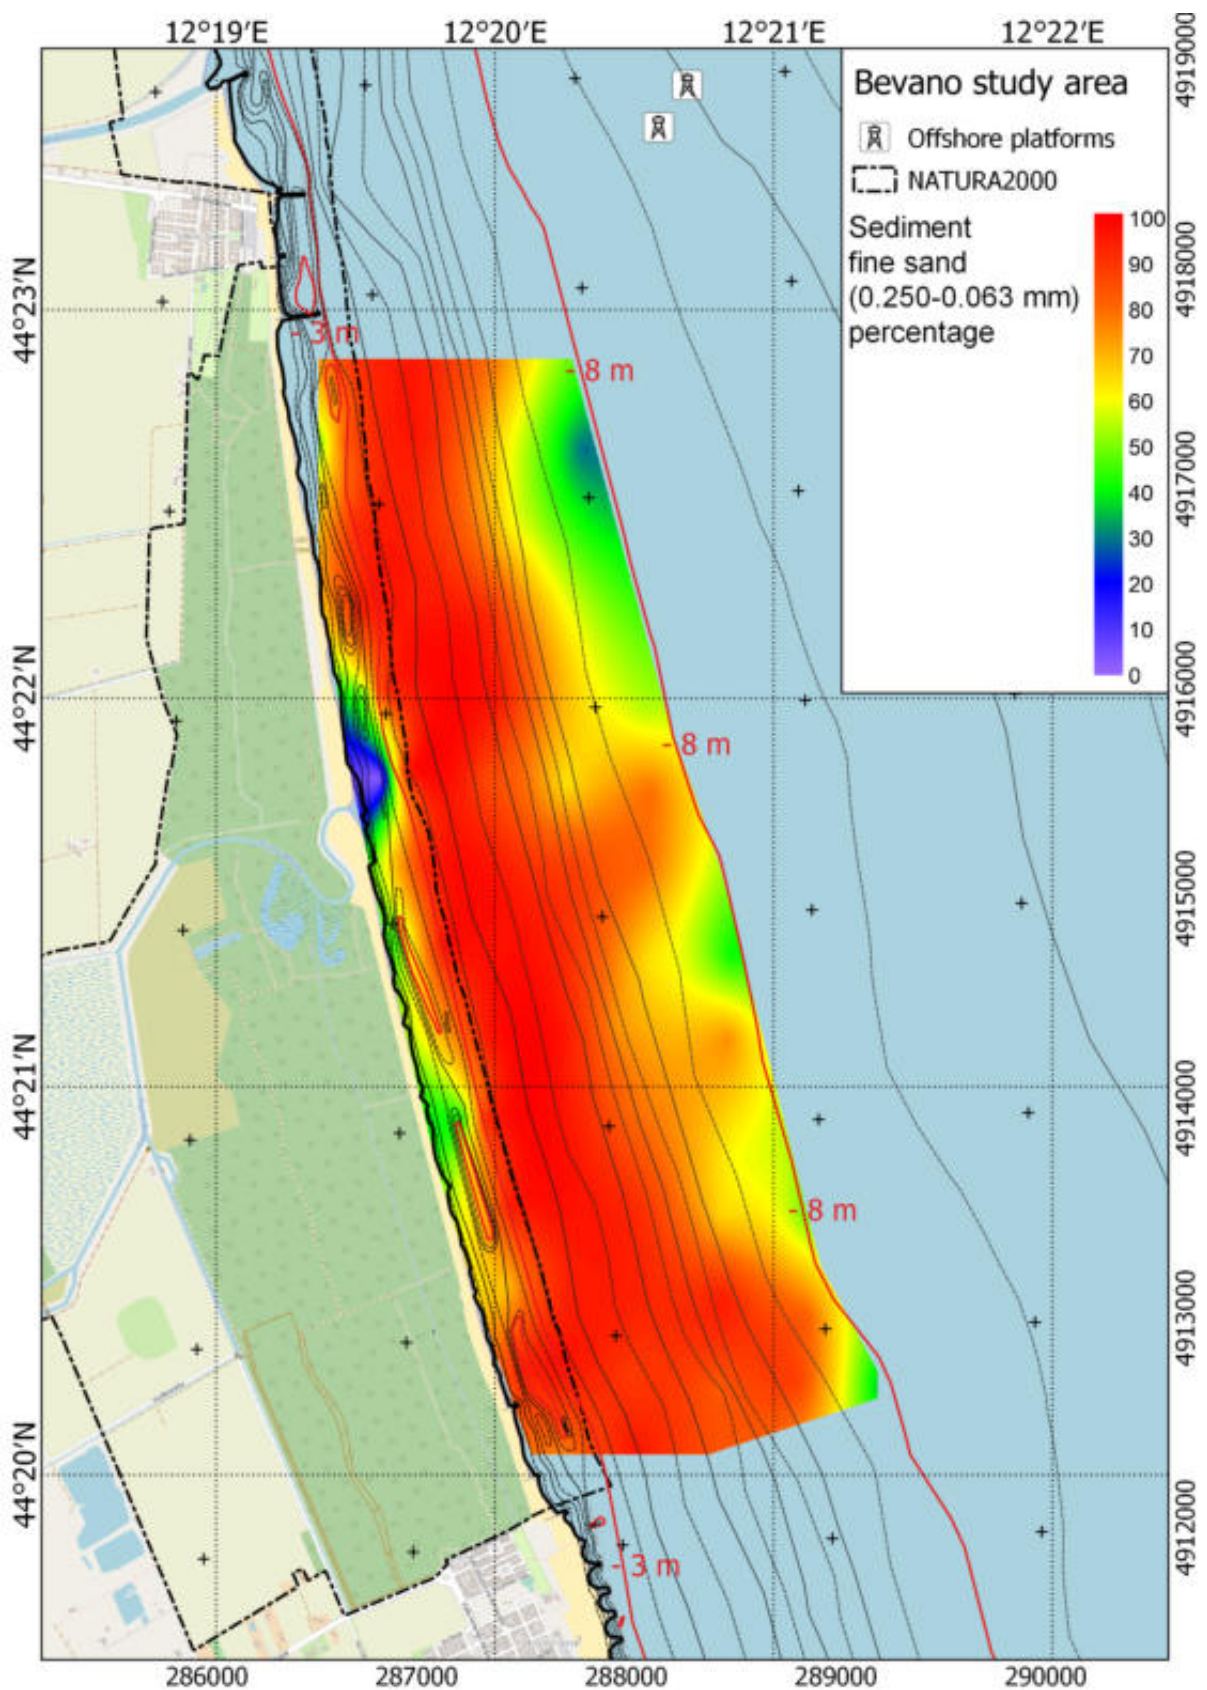 12°19′E 12°20′E 12°21′E 12°22′E
4919000
Bevano study area
Offshore platforms
NATURA2000
Sediment
fine sand
(0.250-0.063 mm)
percentage
100
90
80
70
60
50
40
30
20
10
0
4918000
44°23′N
- 3 m
- 8 m
4917000
44°22′N
4916000
- 8 m
4915000
44°21′N
4914000
- 8 m
4913000
44°20′N
4912000
- 3 m
286000 287000 288000 289000 290000